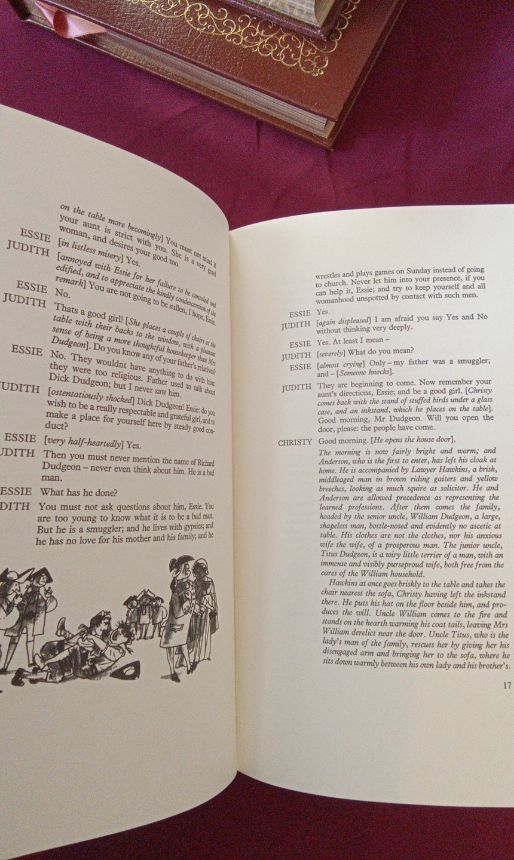 on the table more becomingly] You must not mind if
your aunt is strict with you. She is a very good
woman, and desires your good too.
ESSIE [in listless misery] Yes.
JUDITH [annoyed with Essie for her failure to be consoled and
edified, and to appreciate the kindly condescension of the
remark] You are not going to be sullen, I hope, Essie.
ESSIE No.
JUDITH Thats a good girl! [She places a couple of chairs at the
table with their backs to the window, with a pleasant
sense of being a more thoughtful housekeeper than Mrs
Dudgeon]. Do you know any of your father's relatives?
ESSIE No. They wouldnt have anything to do with him:
they were too religious. Father used to talk about
Dick Dudgeon; but I never saw him.
JUDITH [ostentatiously shocked] Dick Dudgeon! Essie: do you
wish to be a really respectable and grateful girl, and to
make a place for yourself here by steady good con-
duct?
ESSIE [very half-heartedly] Yes.
JUDITH Then you must never mention the name of Richard
Dudgeon – never even think about him. He is a bad
man.
ESSIE What has he done?
JUDITH You must not ask questions about him, Essie. You
are too young to know what it is to be a bad man.
But he is a smuggler; and he lives with gypsies; and
he has no love for his mother and his family; and he
wrestles and plays games on Sunday instead of going
to church. Never let him into your presence, if you
can help it, Essie; and try to keep yourself and all
womanhood unspotted by contact with such men.
ESSIE Yes.
JUDITH [again displeased] I am afraid you say Yes and No
without thinking very deeply.
ESSIE Yes. At least I mean –
JUDITH [severely] What do you mean?
ESSIE [almost crying] Only – my father was a smuggler;
and – [Someone knocks].
JUDITH They are beginning to come. Now remember your
aunt's directions, Essie; and be a good girl. [Christy
comes back with the stand of stuffed birds under a glass
case, and an inkstand, which he places on the table].
Good morning, Mr Dudgeon. Will you open the
door, please: the people have come.
CHRISTY Good morning. [He opens the house door].
The morning is now fairly bright and warm; and
Anderson, who is the first to enter, has left his cloak at
home. He is accompanied by Lawyer Hawkins, a brisk,
middleaged man in brown riding gaiters and yellow
breeches, looking as much squire as solicitor. He and
Anderson are allowed precedence as representing the
learned professions. After them comes the family,
headed by the senior uncle, William Dudgeon, a large,
shapeless man, bottle-nosed and evidently no ascetic at
table. His clothes are not the clothes, nor his anxious
wife the wife, of a prosperous man. The junior uncle,
Titus Dudgeon, is a wiry little terrier of a man, with an
immense and visibly purseproud wife, both free from the
cares of the William household.
Hawkins at once goes briskly to the table and takes the
chair nearest the sofa, Christy having left the inkstand
there. He puts his hat on the floor beside him, and pro-
duces the will. Uncle William comes to the fire and
stands on the hearth warming his coat tails, leaving Mrs
William derelict near the door. Uncle Titus, who is the
lady's man of the family, rescues her by giving her his
disengaged arm and bringing her to the sofa, where he
sits down warmly between his own lady and his brother's.
17